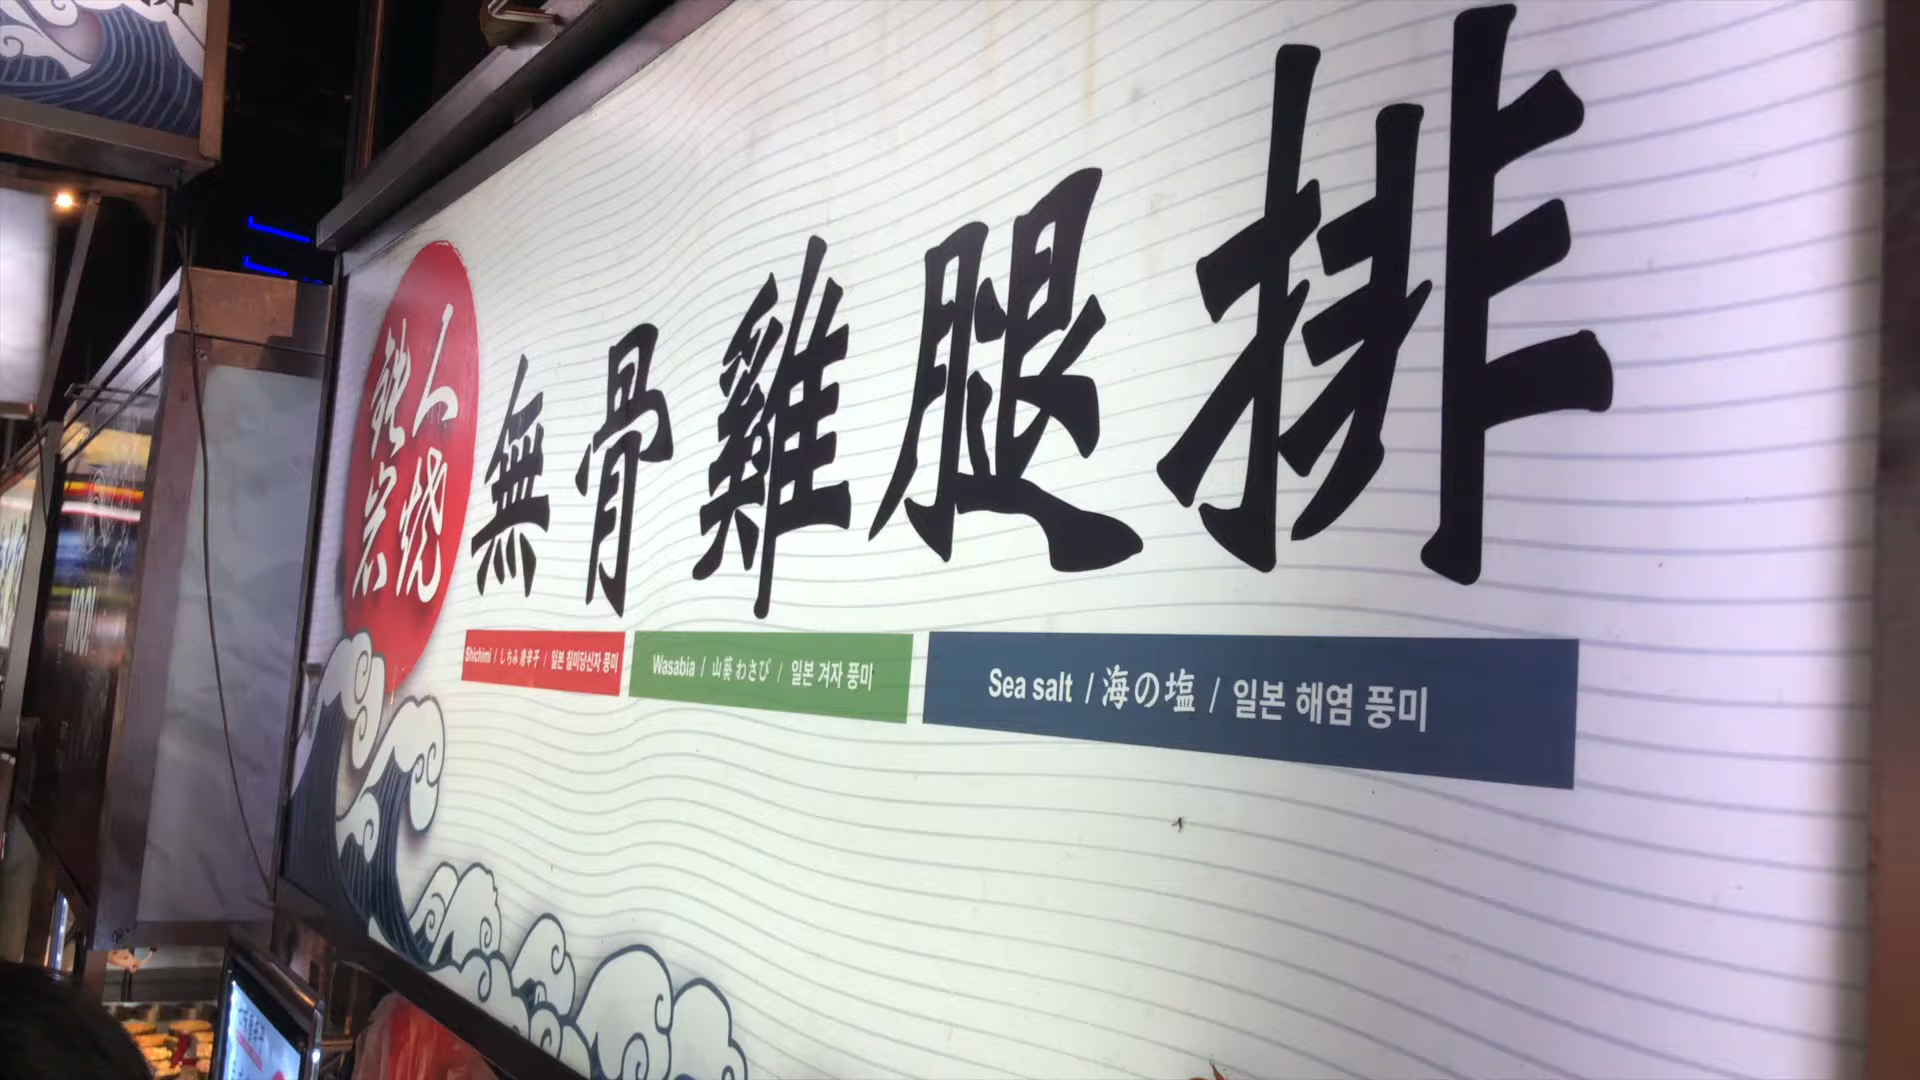 鉄人
炭燒
無骨雞腿排
Shichimi / しちみ唐辛子 / 일본 칠미당신자 풍미
Wasabia / 山葵わさび / 일본 겨자 풍미
Sea salt / 海の塩 / 일본 해염 풍미